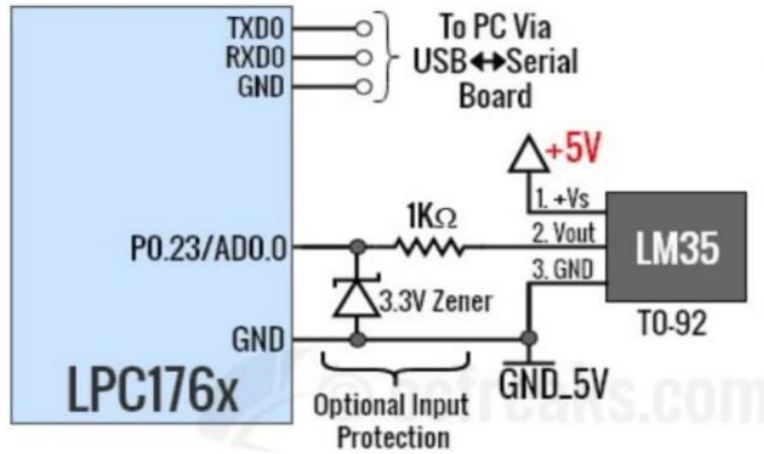 TXD0
RXD0
GND
To PC Via
USB↔Serial
Board
+5V
1. +Vs
1KΩ
P0.23/AD0.0
2. Vout
LM35
3. GND
3.3V Zener
TO-92
GND
LPC176x
GND_5V
Optional Input
Protection